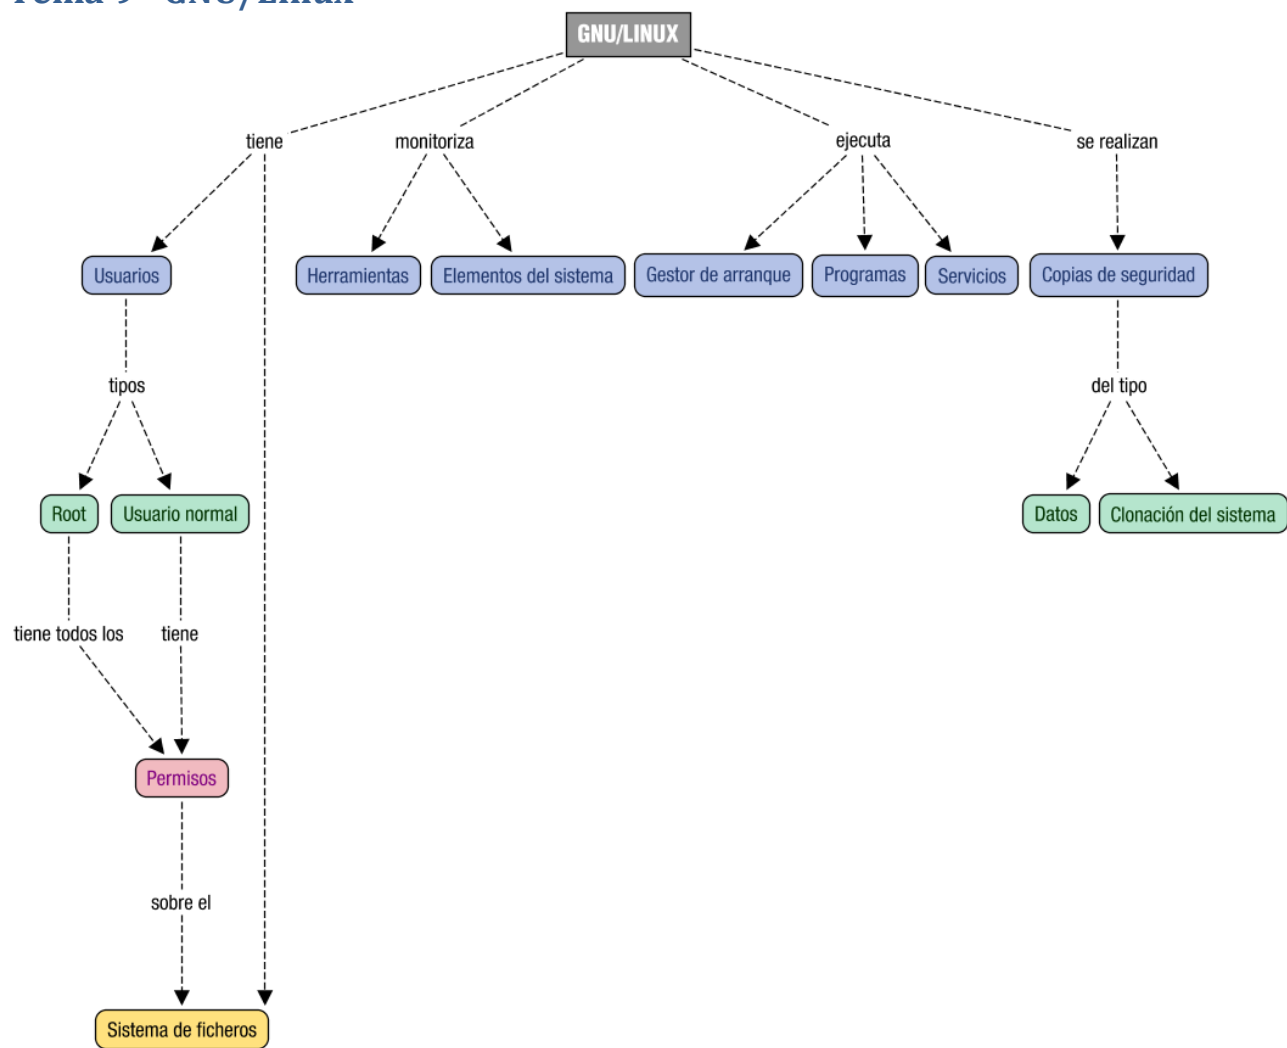 GNU/LINUX
tiene
monitoriza
ejecuta
se realizan
Usuarios
Herramientas
Elementos del sistema
Gestor de arranque
Programas
Servicios
Copias de seguridad
tipos
del tipo
Root
Usuario normal
Datos
Clonación del sistema
tiene todos los
tiene
Permisos
sobre el
Sistema de ficheros